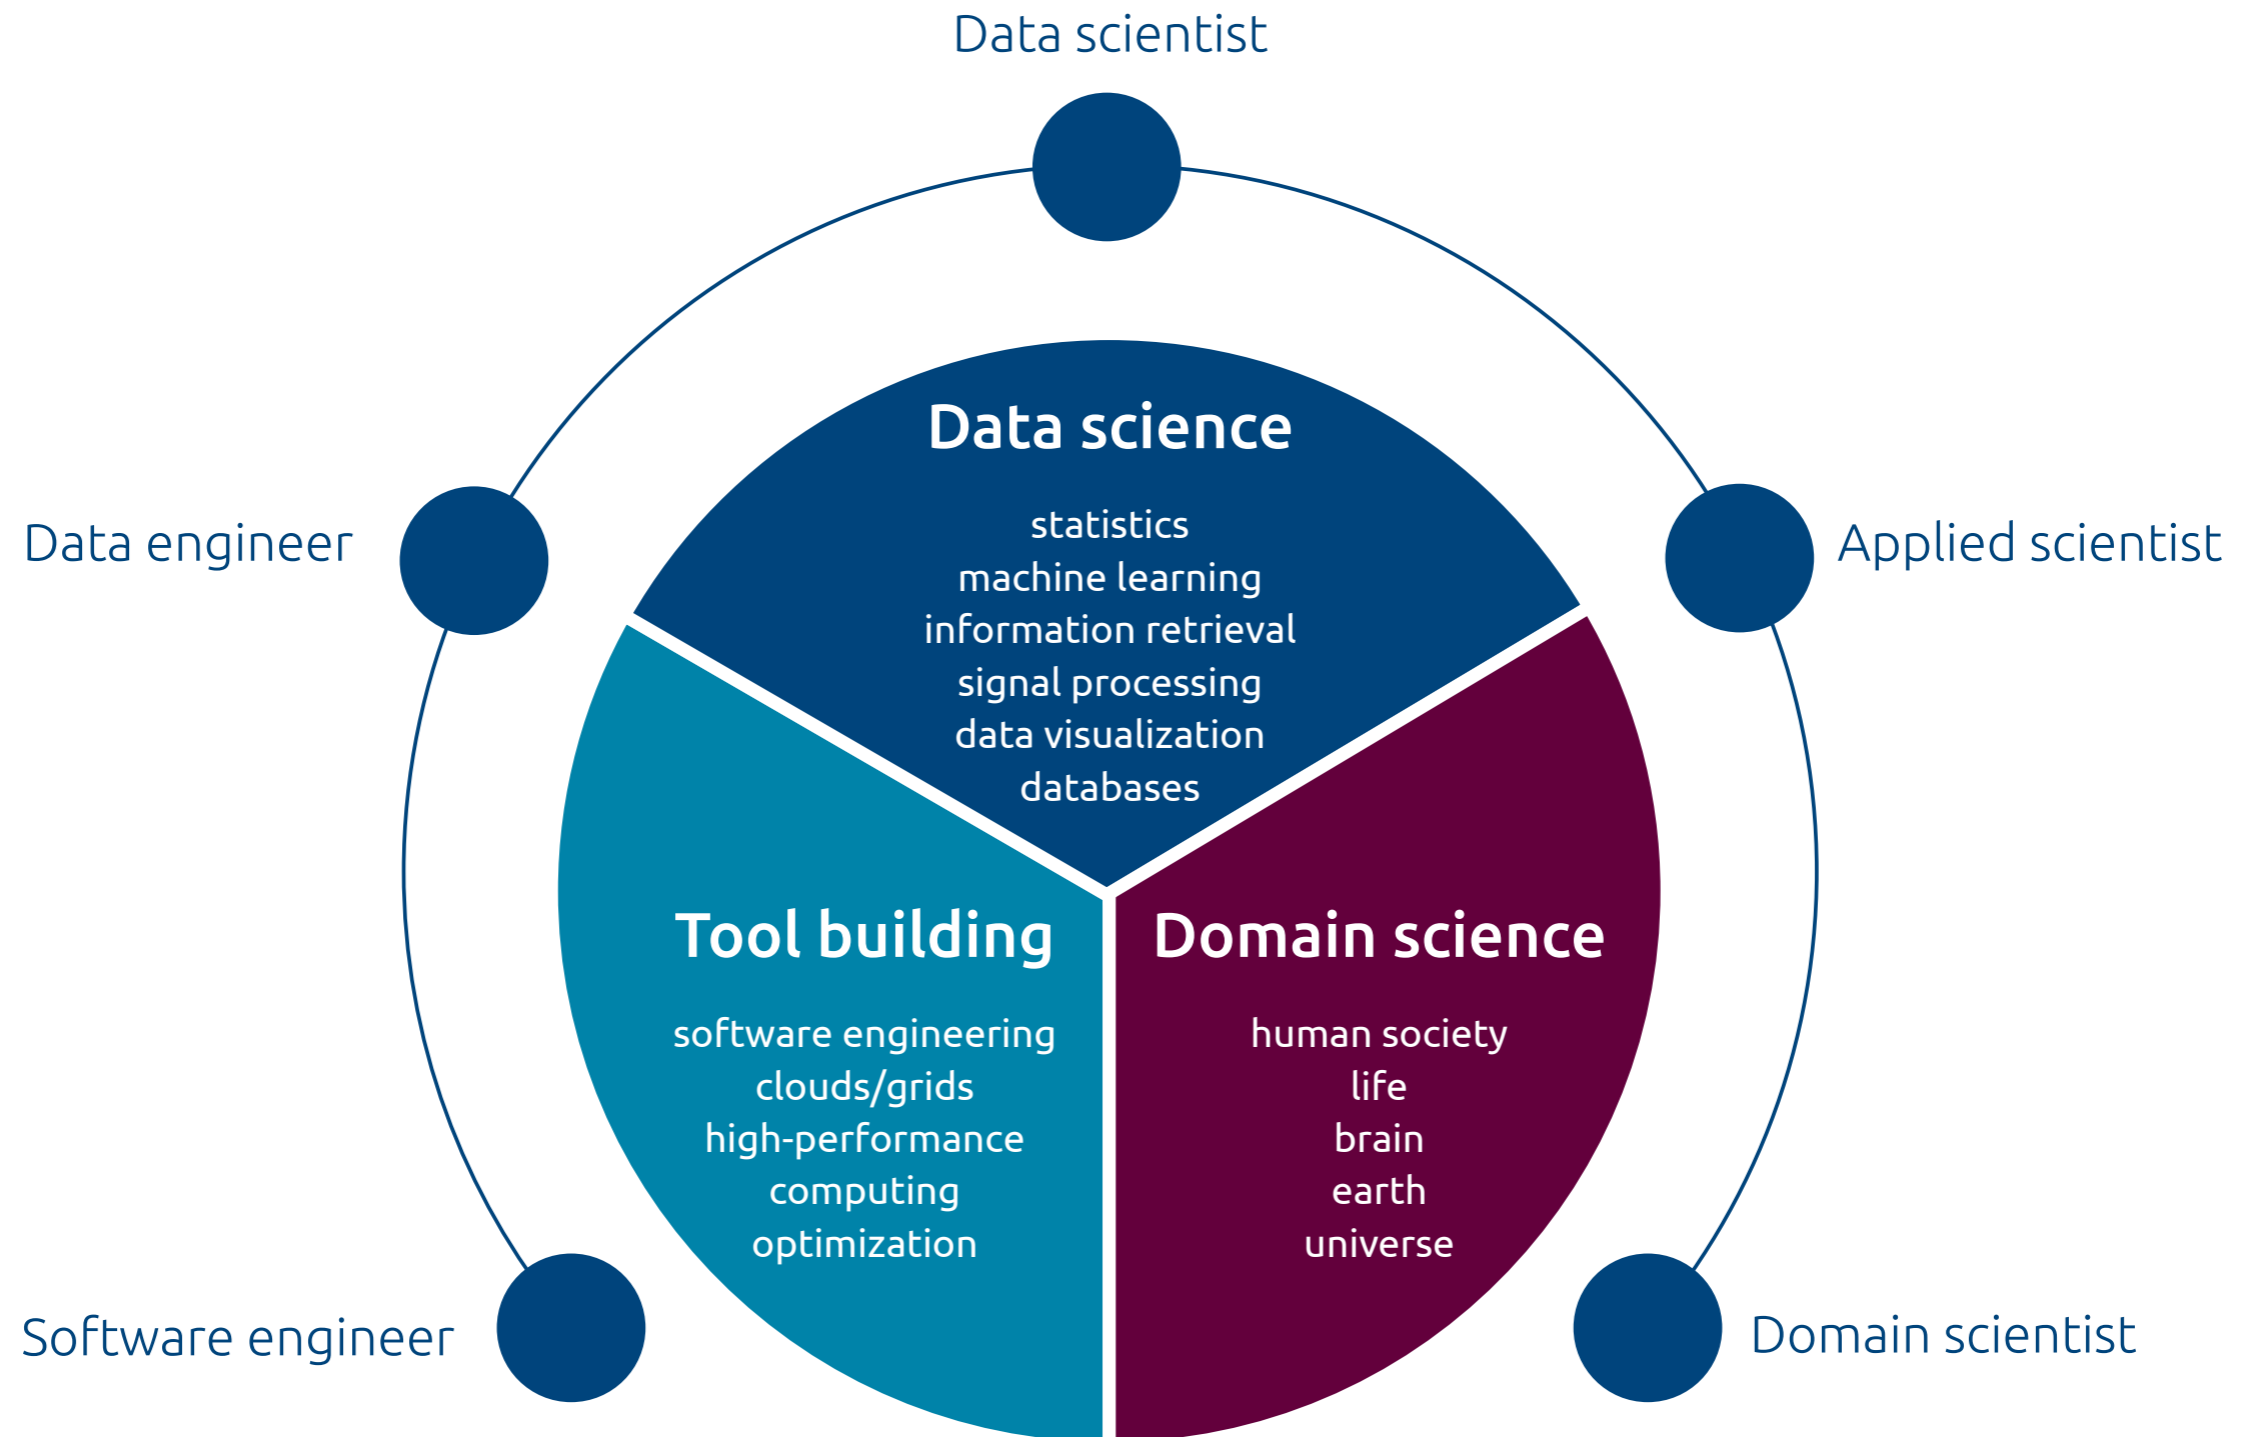 Data scientist
Data engineer
Applied scientist
Data science
statistics
machine learning
information retrieval
signal processing
data visualization
databases
Tool building
software engineering
clouds/grids
high-performance
computing
optimization
Domain science
human society
life
brain
earth
universe
Software engineer
Domain scientist